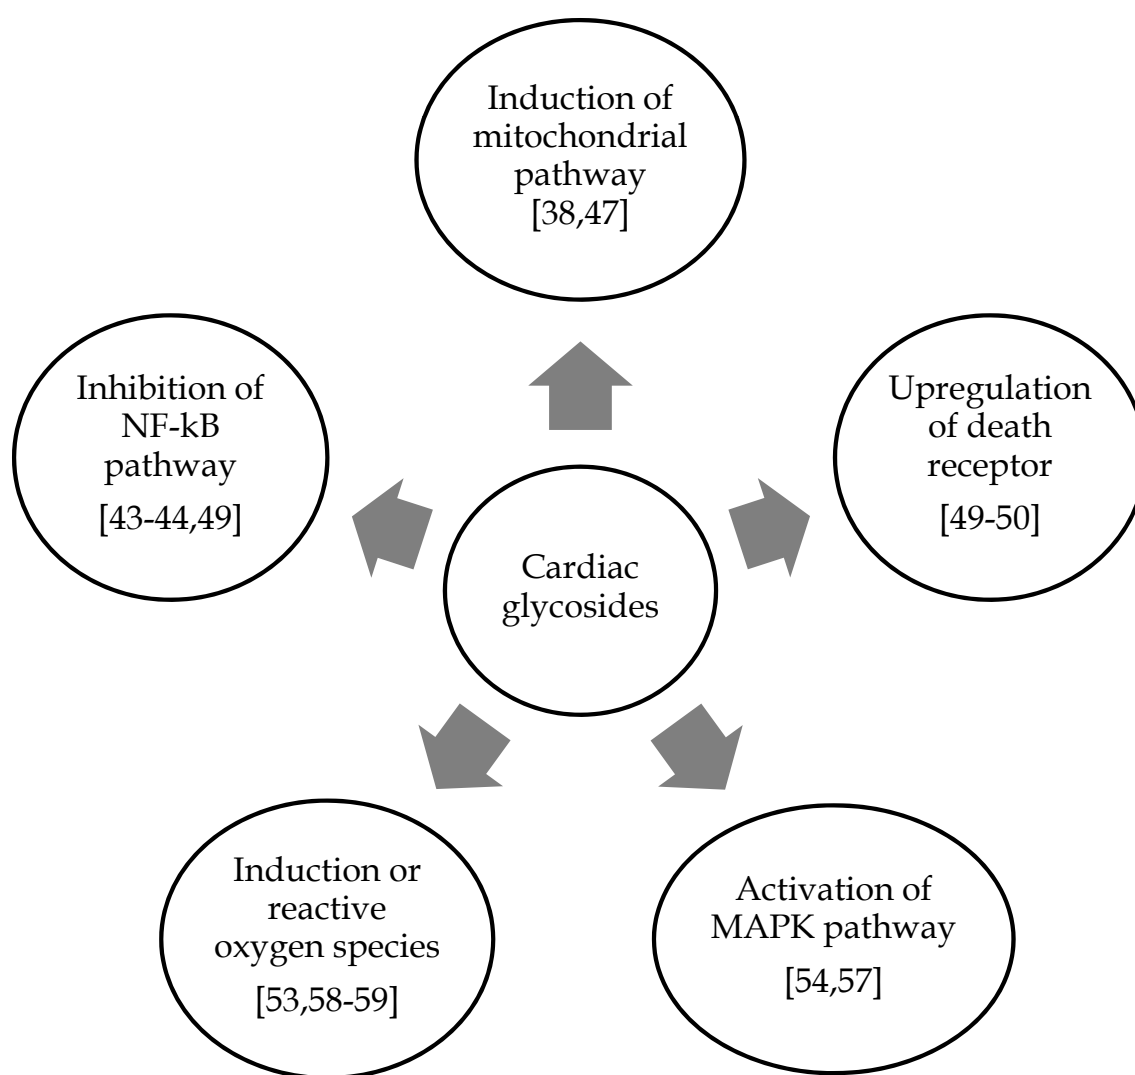 Induction of
mitochondrial
pathway
[38,47]
Inhibition of
NF-kB
pathway
[43-44,49]
Upregulation
of death
receptor
[49-50]
Cardiac
glycosides
Induction or
reactive
oxygen species
[53,58-59]
Activation of
MAPK pathway
[54,57]